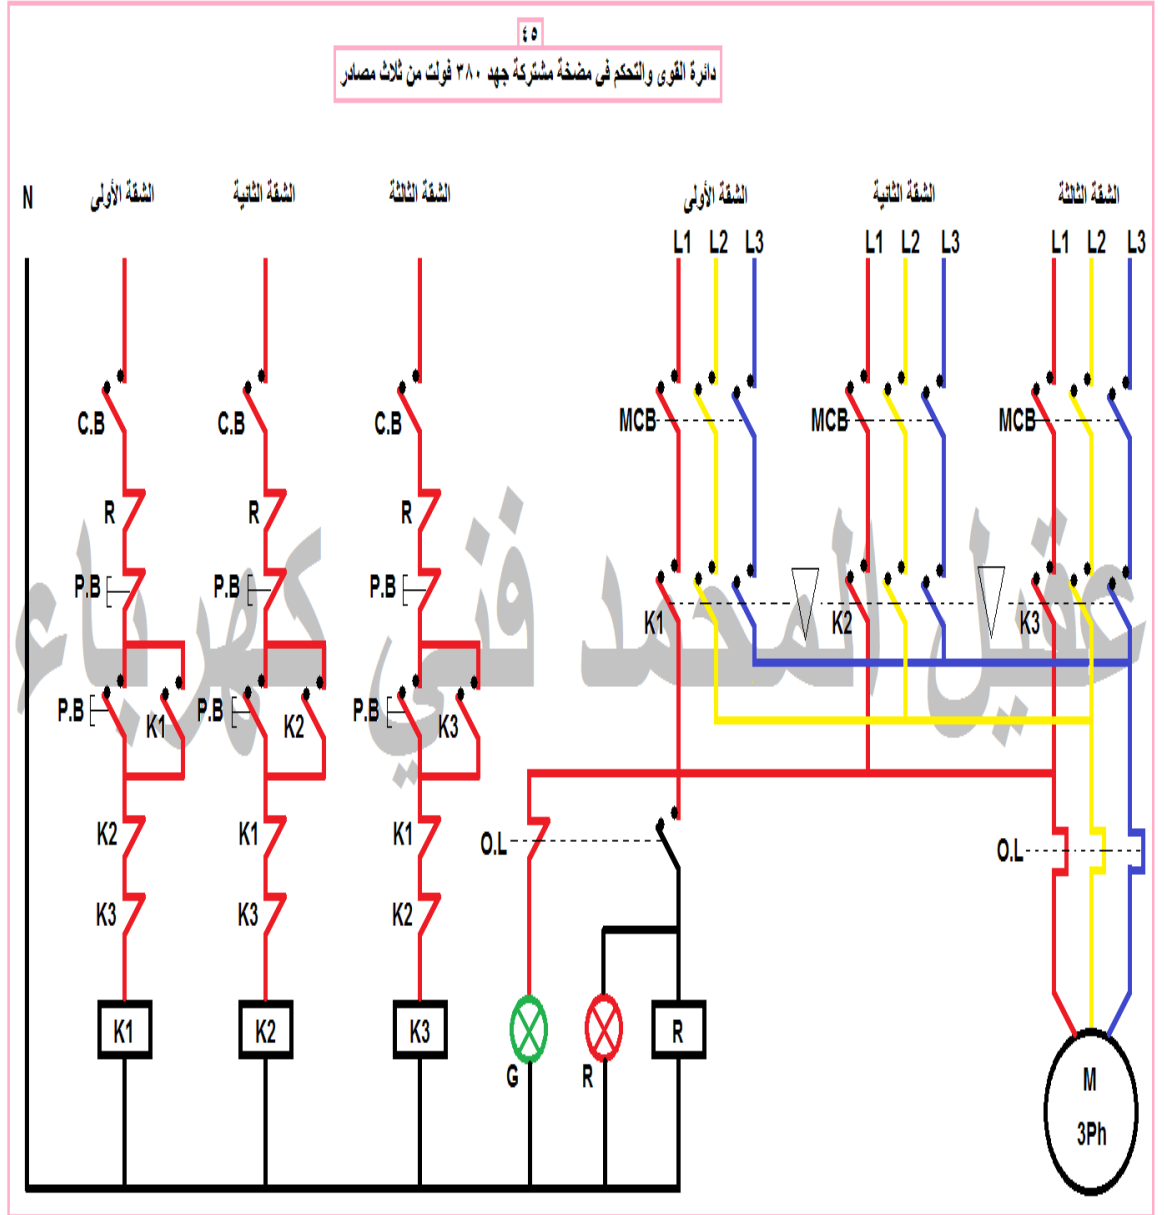 ٤٥
دائرة القوى والتحكم فى مضخة مشتركة جهد ٣٨٠ فولت من ثلاث مصادر
N الشقة الأولى الشقة الثانية الشقة الثالثة الشقة الأولى الشقة الثانية الشقة الثالثة
L1 L2 L3 L1 L2 L3 L1 L2 L3
C.B C.B C.B MCB MCB MCB
R R R
P.B P.B P.B
K1 K2 K3
عقيل المحمد فني كهرباء
P.B K1 P.B K2 P.B K3
K2 K1 K1 O.L O.L
K3 K3 K2
K1 K2 K3 R
G R
M
3Ph